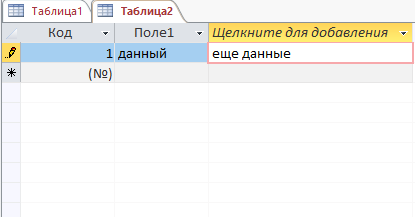 Таблица1 Таблица2
Код Поле1 Щелкните для добавления
1 данный еще данные
(№)